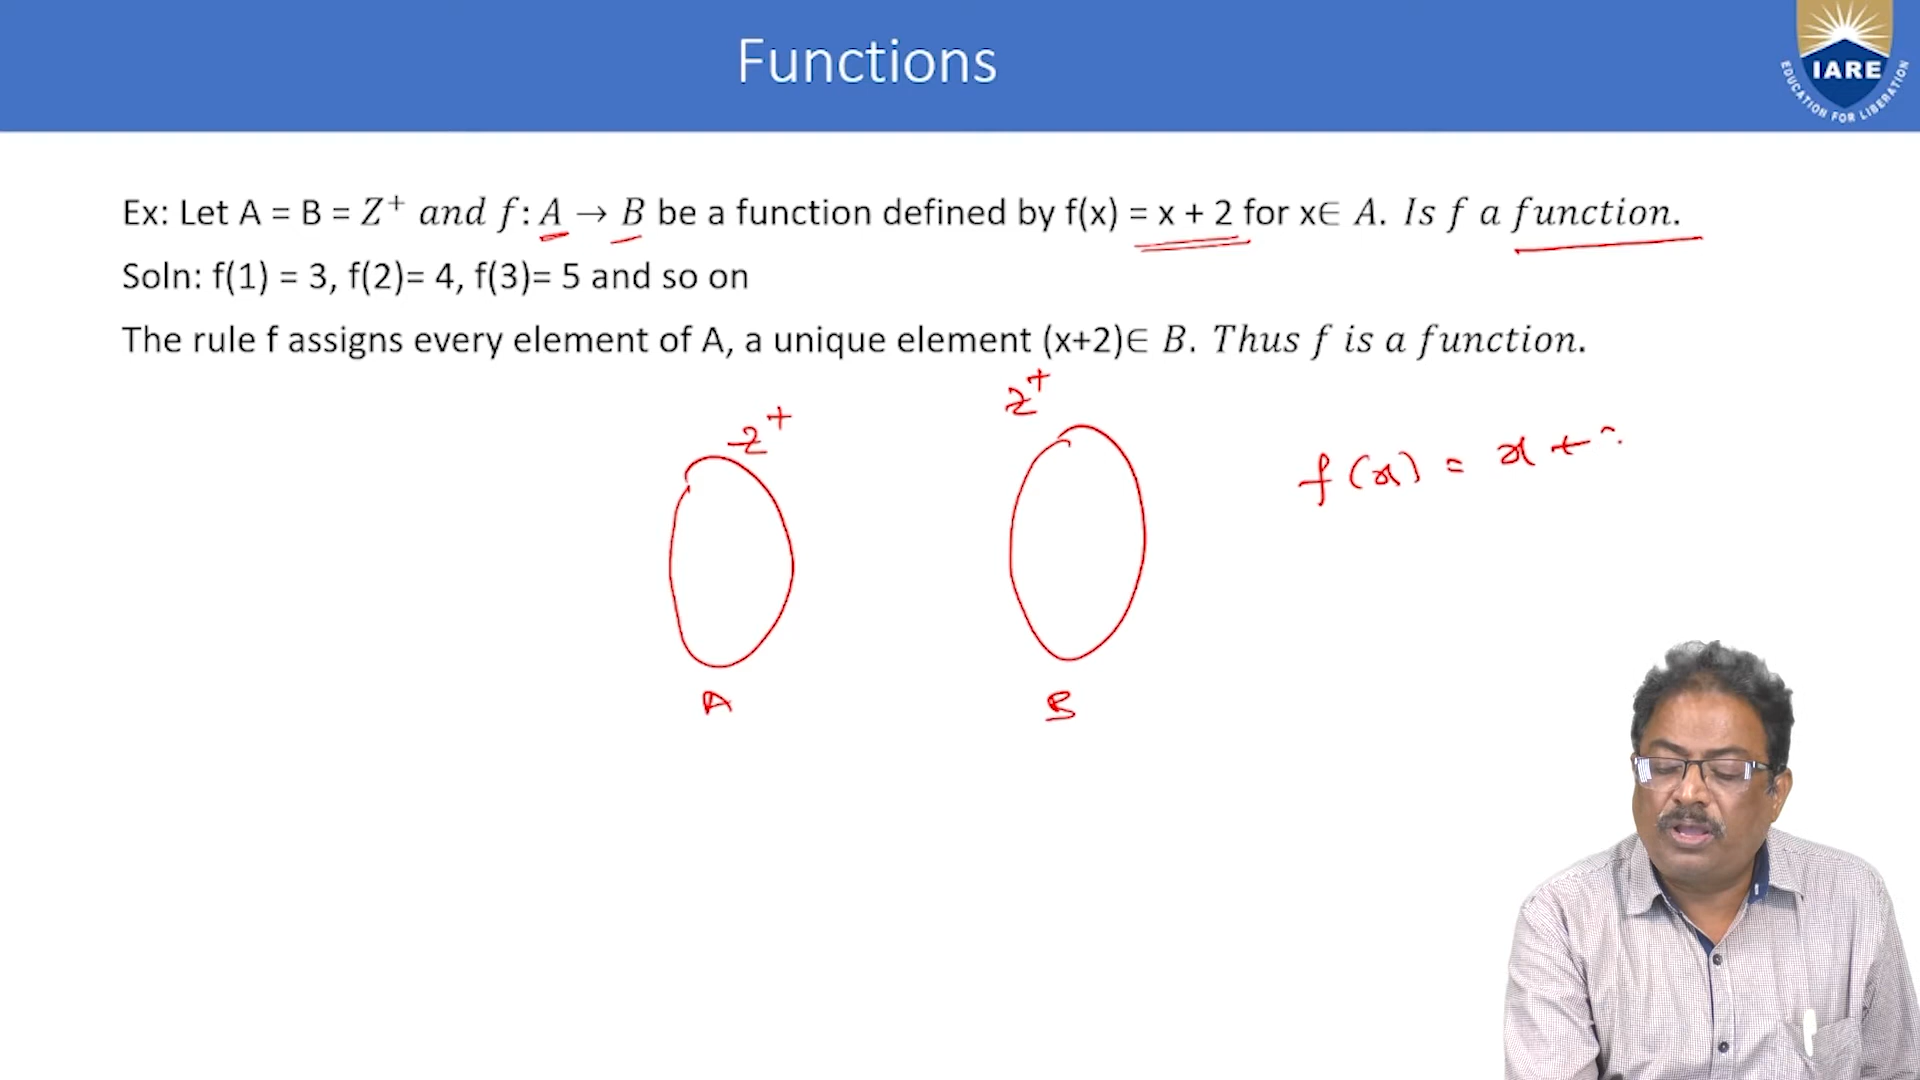 Functions
IARE
EDUCATION FOR LIBERATION
Ex: Let A = B = Z⁺ and f: A → B be a function defined by f(x) = x + 2 for x∈ A. Is f a function.
Soln: f(1) = 3, f(2)= 4, f(3)= 5 and so on
The rule f assigns every element of A, a unique element (x+2)∈ B. Thus f is a function.
Z⁺ Z⁺
f(x) = x +
A B